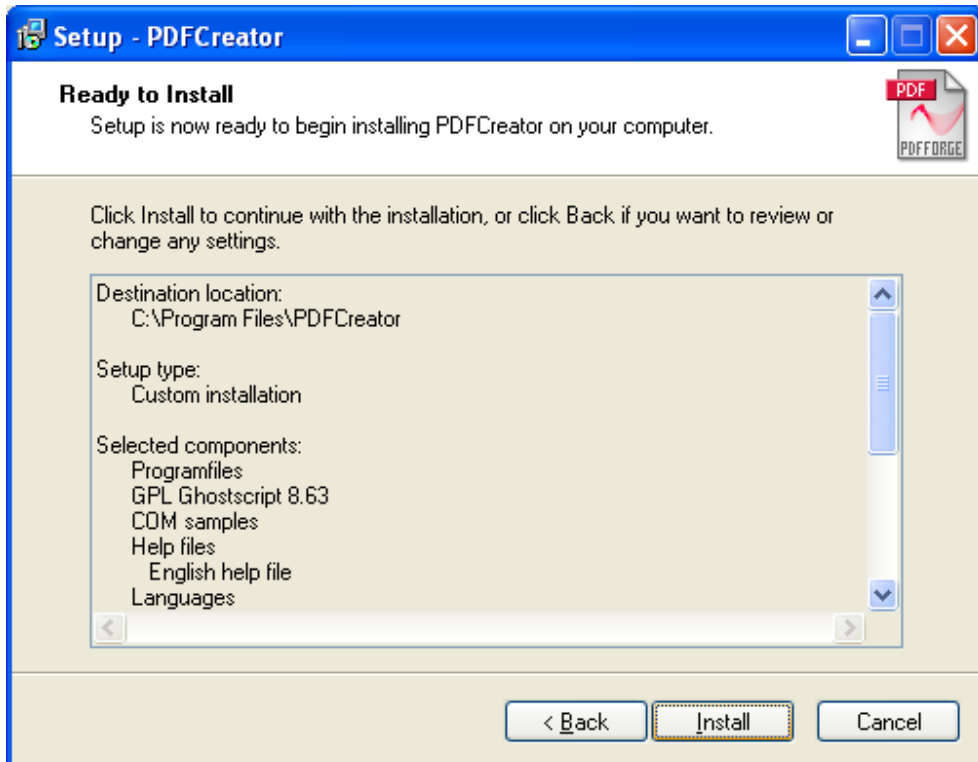 Setup - PDFCreator
Ready to Install
Setup is now ready to begin installing PDFCreator on your computer.
PDF
PDFFORGE
Click Install to continue with the installation, or click Back if you want to review or
change any settings.
Destination location:
C:\Program Files\PDFCreator
Setup type:
Custom installation
Selected components:
Programfiles
GPL Ghostscript 8.63
COM samples
Help files
English help file
Languages
< Back
Install
Cancel